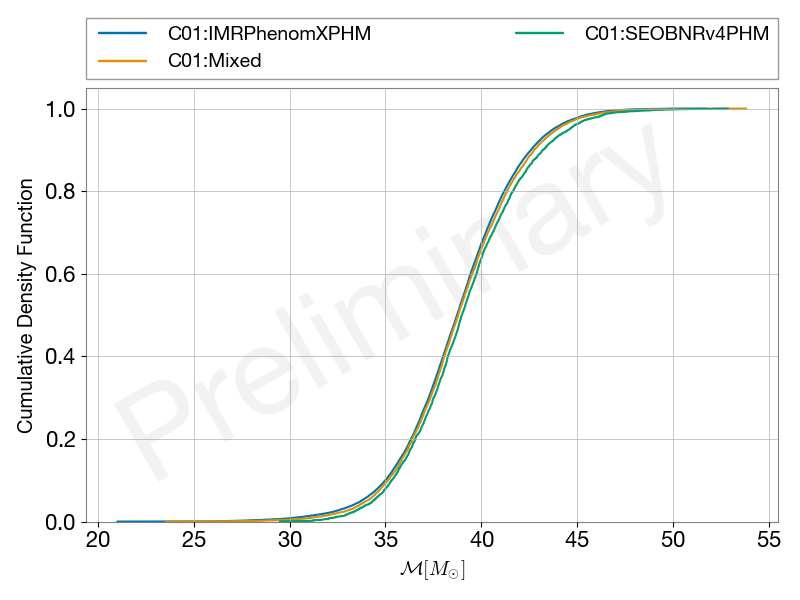 C01:IMRPhenomXPHM
C01:SEOBNRv4PHM
C01:Mixed
1.0
0.8
0.6
0.4
0.2
0.0
Cumulative Density Function
Preliminary
20 25 30 35 40 45 50 55
ℳ[M⊙]